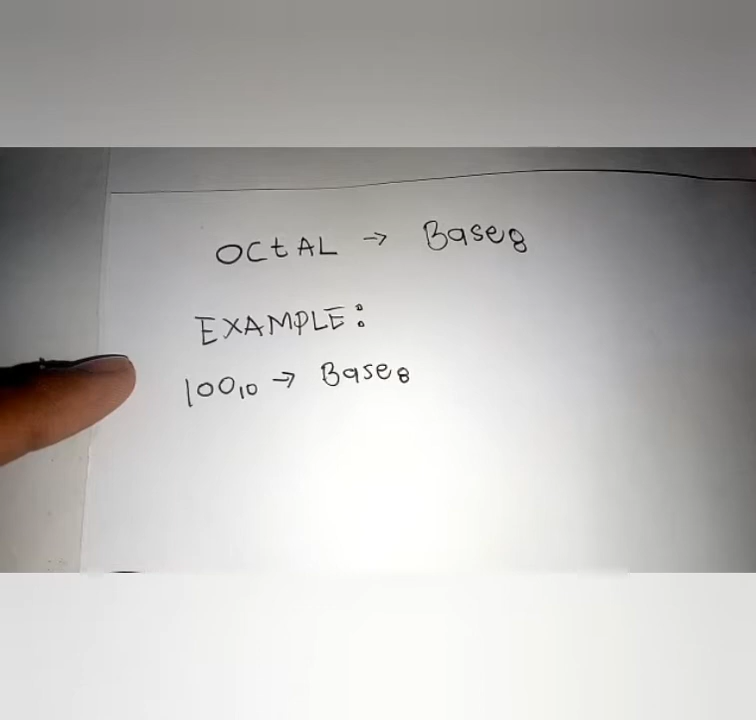 OCtAL → Base₈
EXAMPLE:
100₁₀ → Base₈